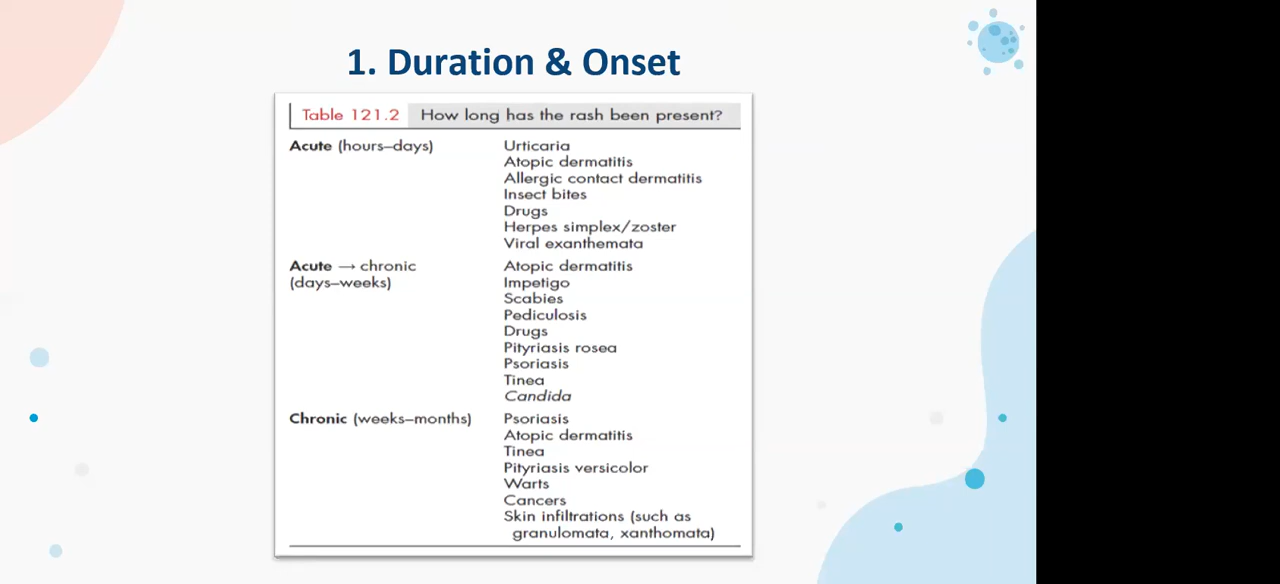 1. Duration & Onset
Table 121.2 How long has the rash been present?
Acute (hours–days) Urticaria
Atopic dermatitis
Allergic contact dermatitis
Insect bites
Drugs
Herpes simplex/zoster
Viral exanthemata
Acute → chronic Atopic dermatitis
(days–weeks) Impetigo
Scabies
Pediculosis
Drugs
Pityriasis rosea
Psoriasis
Tinea
Candida
Chronic (weeks–months) Psoriasis
Atopic dermatitis
Tinea
Pityriasis versicolor
Warts
Cancers
Skin infiltrations (such as
granulomata, xanthomata)